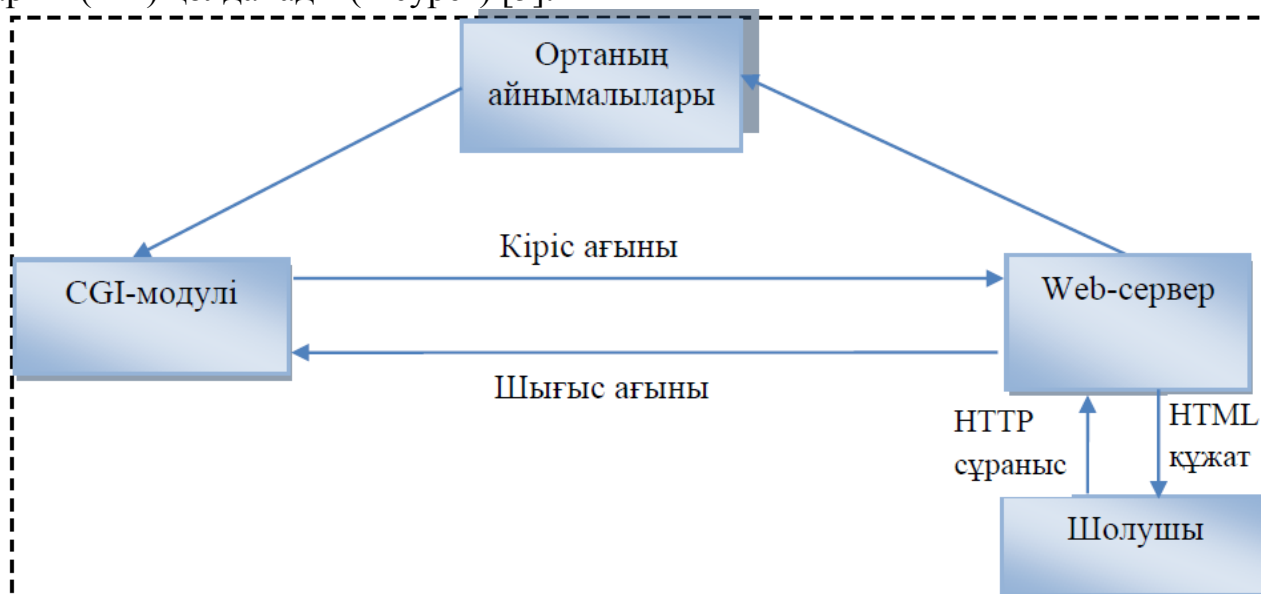 Ортаның
айнымалылары
Кіріс ағыны
CGI-модулі
Web-сервер
Шығыс ағыны
HTTP
сұраныс
HTML
құжат
Шолушы